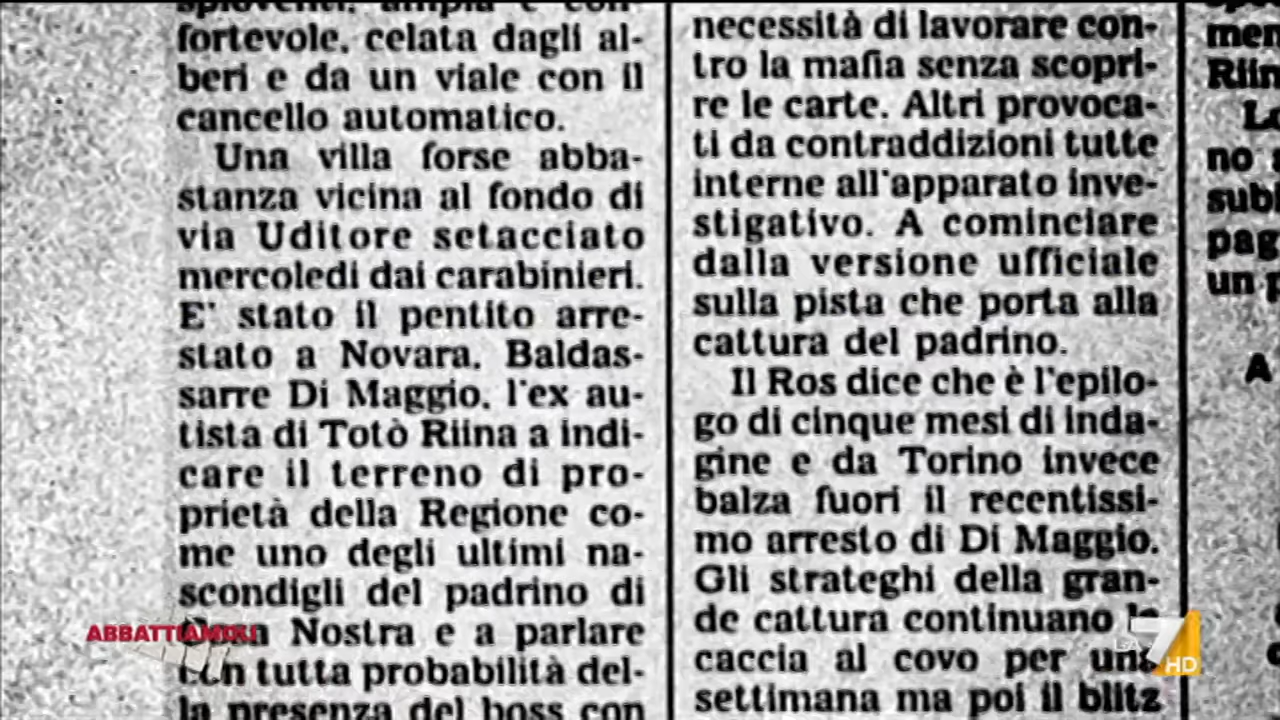 spioventi, ampia e con-
fortevole, celata dagli al-
beri e da un viale con il
cancello automatico.
Una villa forse abba-
stanza vicina al fondo di
via Uditore setacciato
mercoledì dai carabinieri.
E' stato il pentito arre-
stato a Novara, Baldas-
sarre Di Maggio, l'ex au-
tista di Totò Riina a indi-
care il terreno di pro-
prietà della Regione co-
me uno degli ultimi na-
scondigli del padrino di
Cosa Nostra e a parlare
con tutta probabilità del-
la presenza del boss con
necessità di lavorare con-
tro la mafia senza scopri-
re le carte. Altri provoca-
ti da contraddizioni tutte
interne all'apparato inve-
stigativo. A cominciare
dalla versione ufficiale
sulla pista che porta alla
cattura del padrino.
Il Ros dice che è l'epilo-
go di cinque mesi di inda-
gine e da Torino invece
balza fuori il recentissi-
mo arresto di Di Maggio.
Gli strateghi della gran-
de cattura continuano la
caccia al covo per una
settimana ma poi il blitz
men
Riin
no
subi
pag
un p
A
ABBATTIAMOLI
LA 7 HD